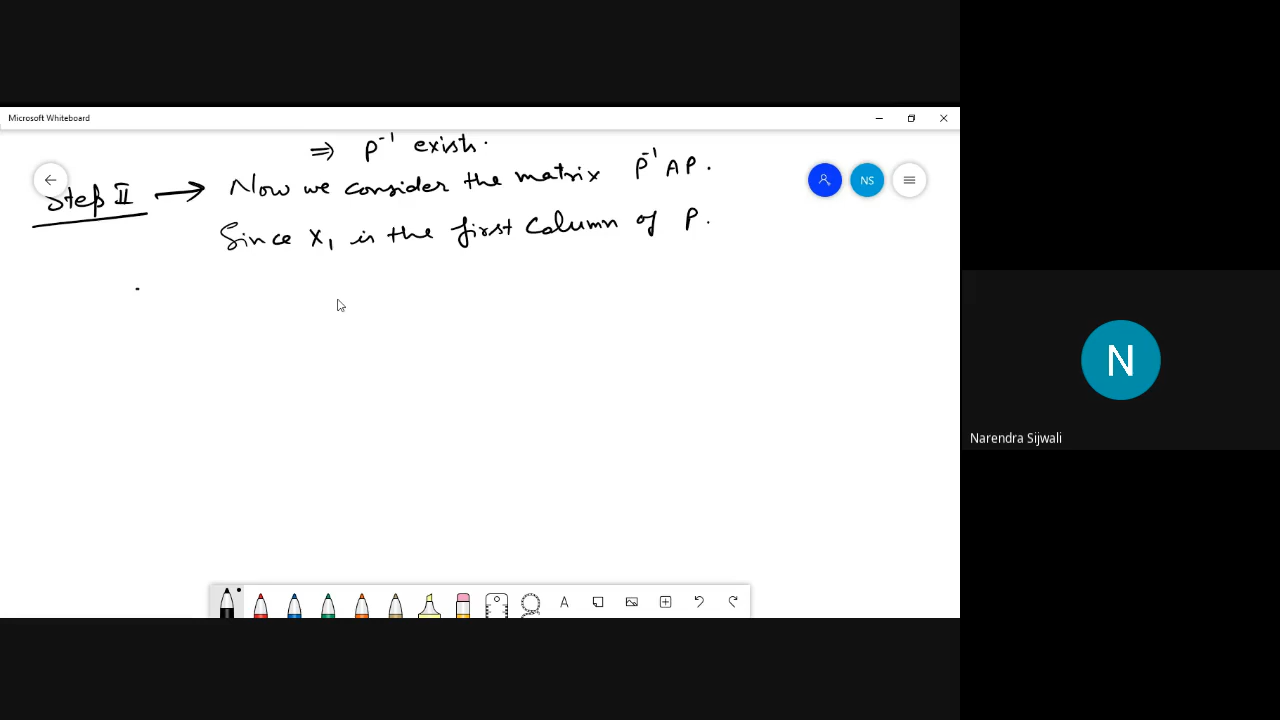 Microsoft Whiteboard
⇒ P⁻¹ exists.
Step II → Now we consider the matrix P⁻¹AP.
NS
Since X₁ is the first column of P.
N
Narendra Sijwali
A